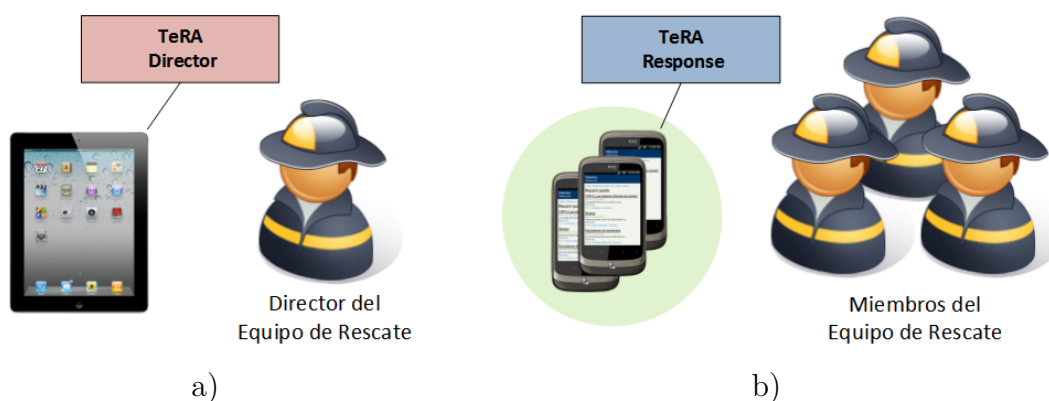 TeRA
Director
TeRA
Response
Director del
Equipo de Rescate
Miembros del
Equipo de Rescate
a)
b)